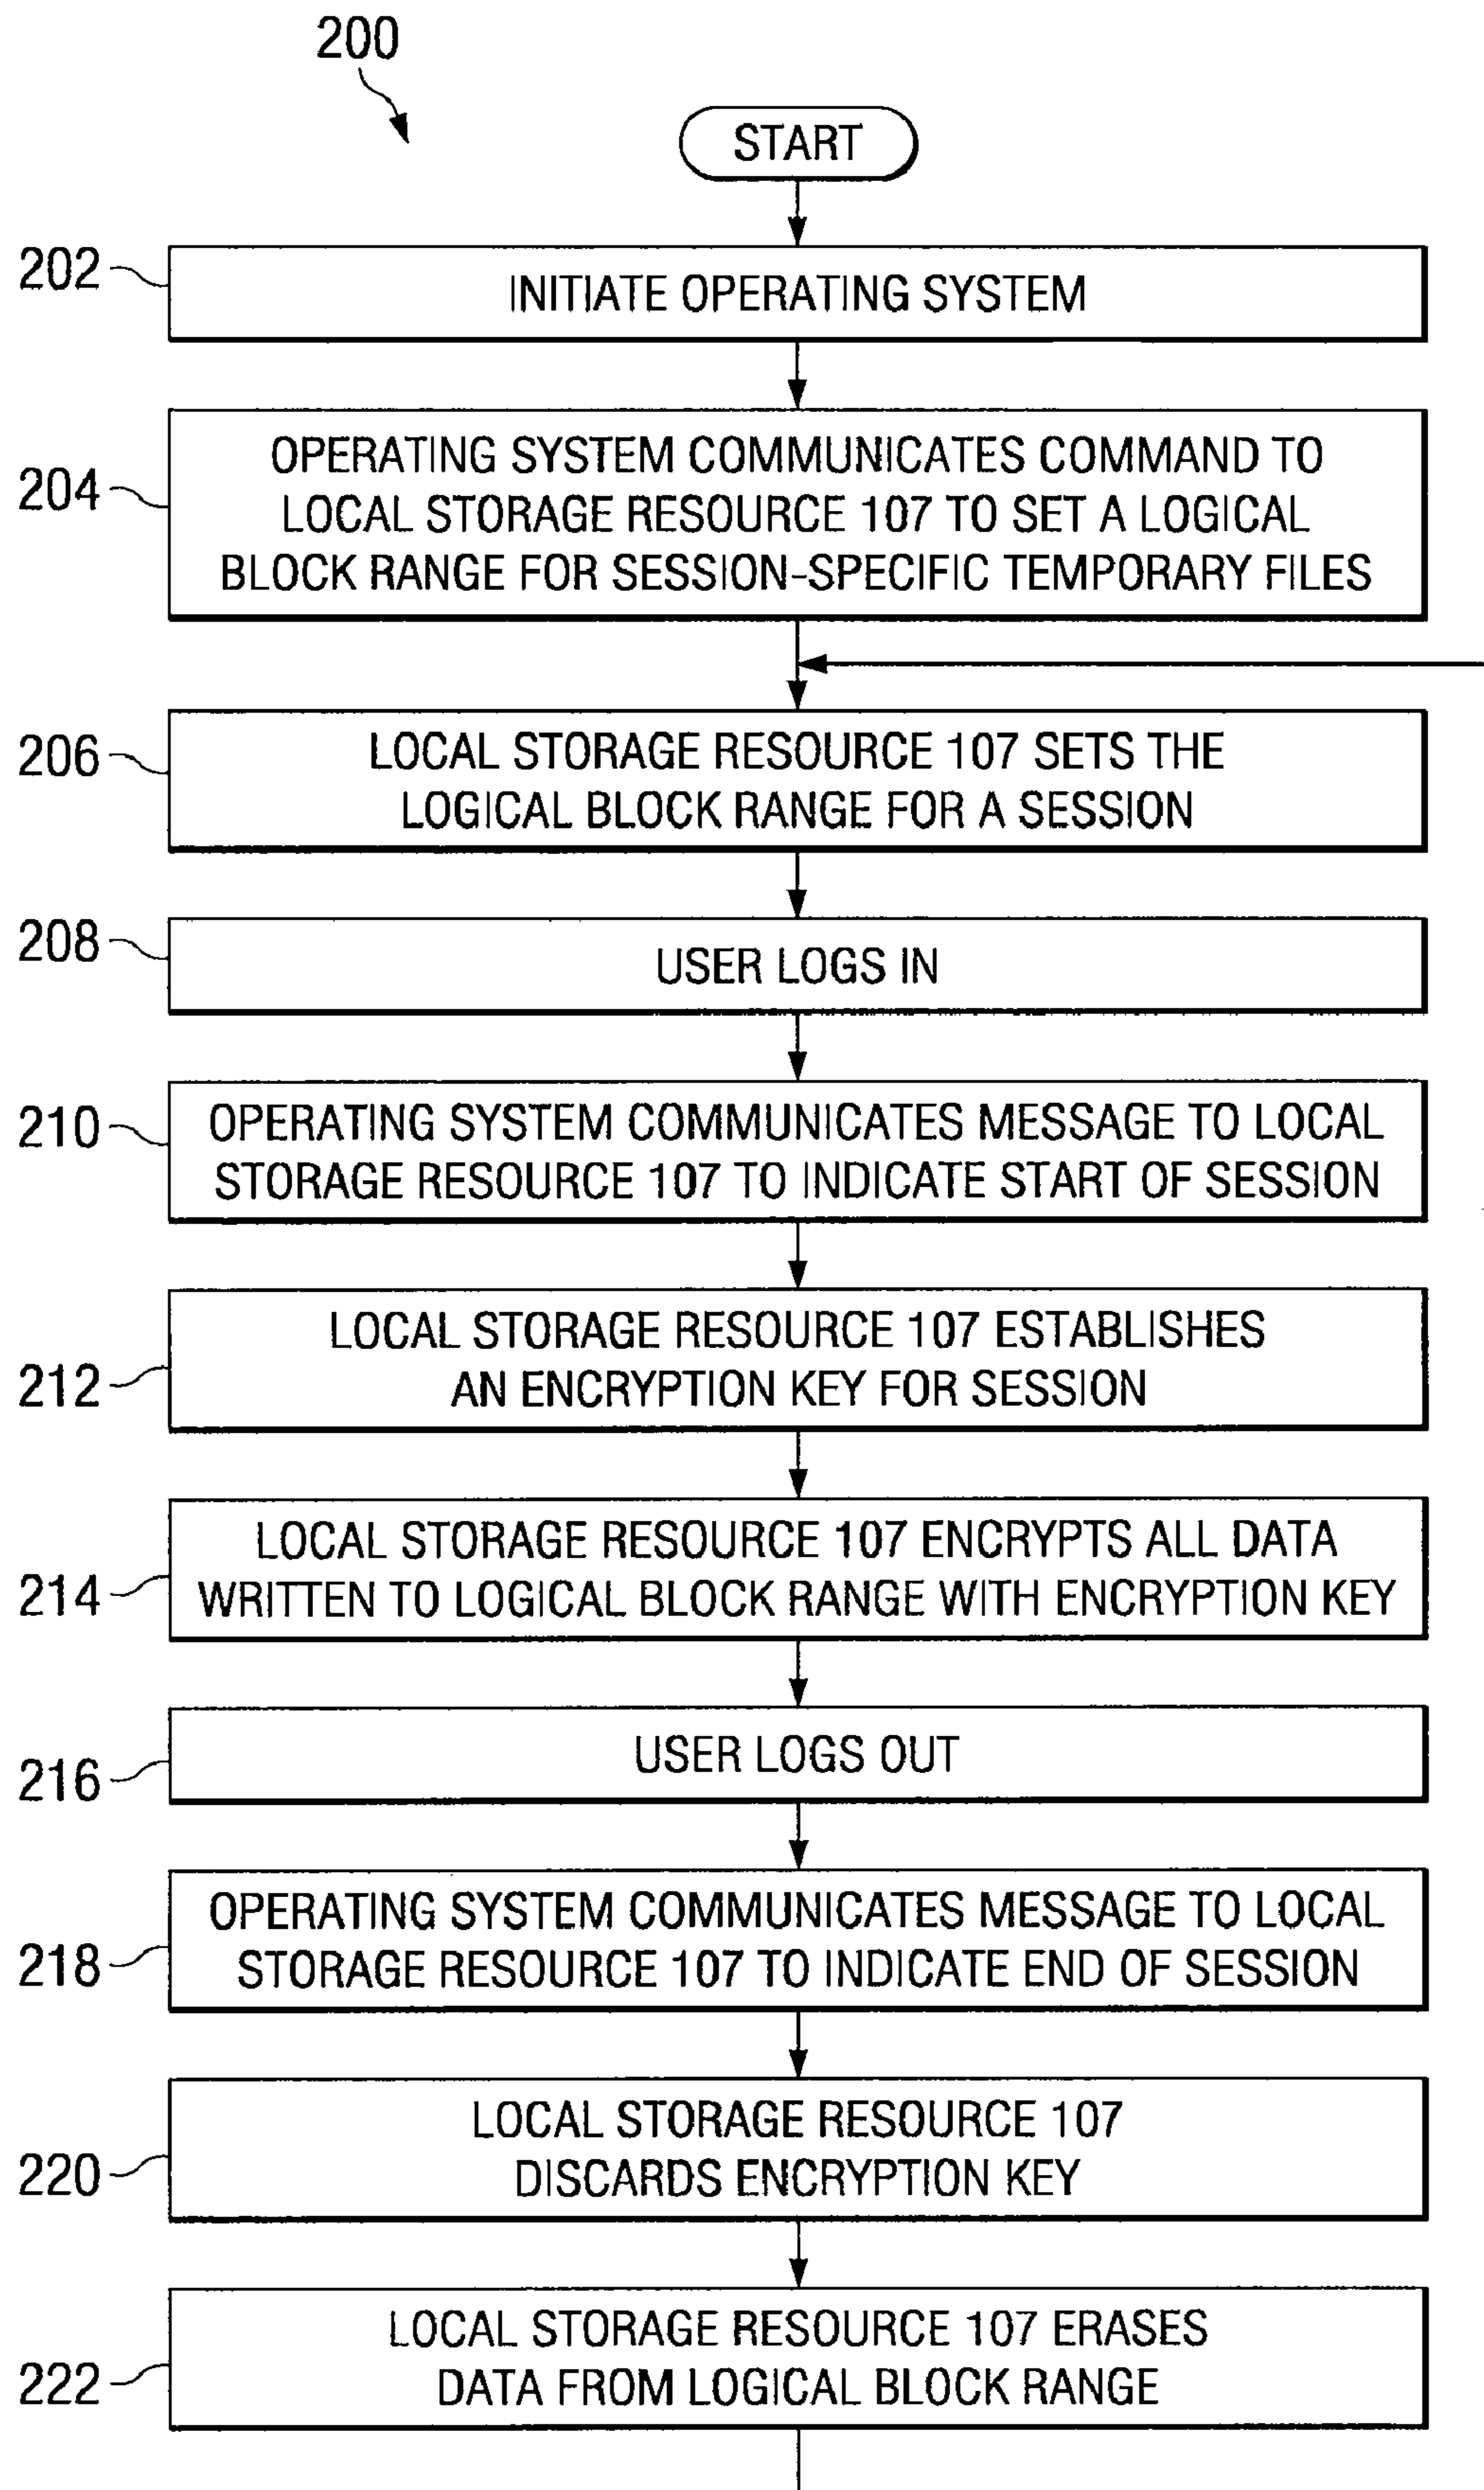 200
START
202
INITIATE OPERATING SYSTEM
204
OPERATING SYSTEM COMMUNICATES COMMAND TO
LOCAL STORAGE RESOURCE 107 TO SET A LOGICAL
BLOCK RANGE FOR SESSION-SPECIFIC TEMPORARY FILES
206
LOCAL STORAGE RESOURCE 107 SETS THE
LOGICAL BLOCK RANGE FOR A SESSION
208
USER LOGS IN
210
OPERATING SYSTEM COMMUNICATES MESSAGE TO LOCAL
STORAGE RESOURCE 107 TO INDICATE START OF SESSION
212
LOCAL STORAGE RESOURCE 107 ESTABLISHES
AN ENCRYPTION KEY FOR SESSION
214
LOCAL STORAGE RESOURCE 107 ENCRYPTS ALL DATA
WRITTEN TO LOGICAL BLOCK RANGE WITH ENCRYPTION KEY
216
USER LOGS OUT
218
OPERATING SYSTEM COMMUNICATES MESSAGE TO LOCAL
STORAGE RESOURCE 107 TO INDICATE END OF SESSION
220
LOCAL STORAGE RESOURCE 107
DISCARDS ENCRYPTION KEY
222
LOCAL STORAGE RESOURCE 107 ERASES
DATA FROM LOGICAL BLOCK RANGE